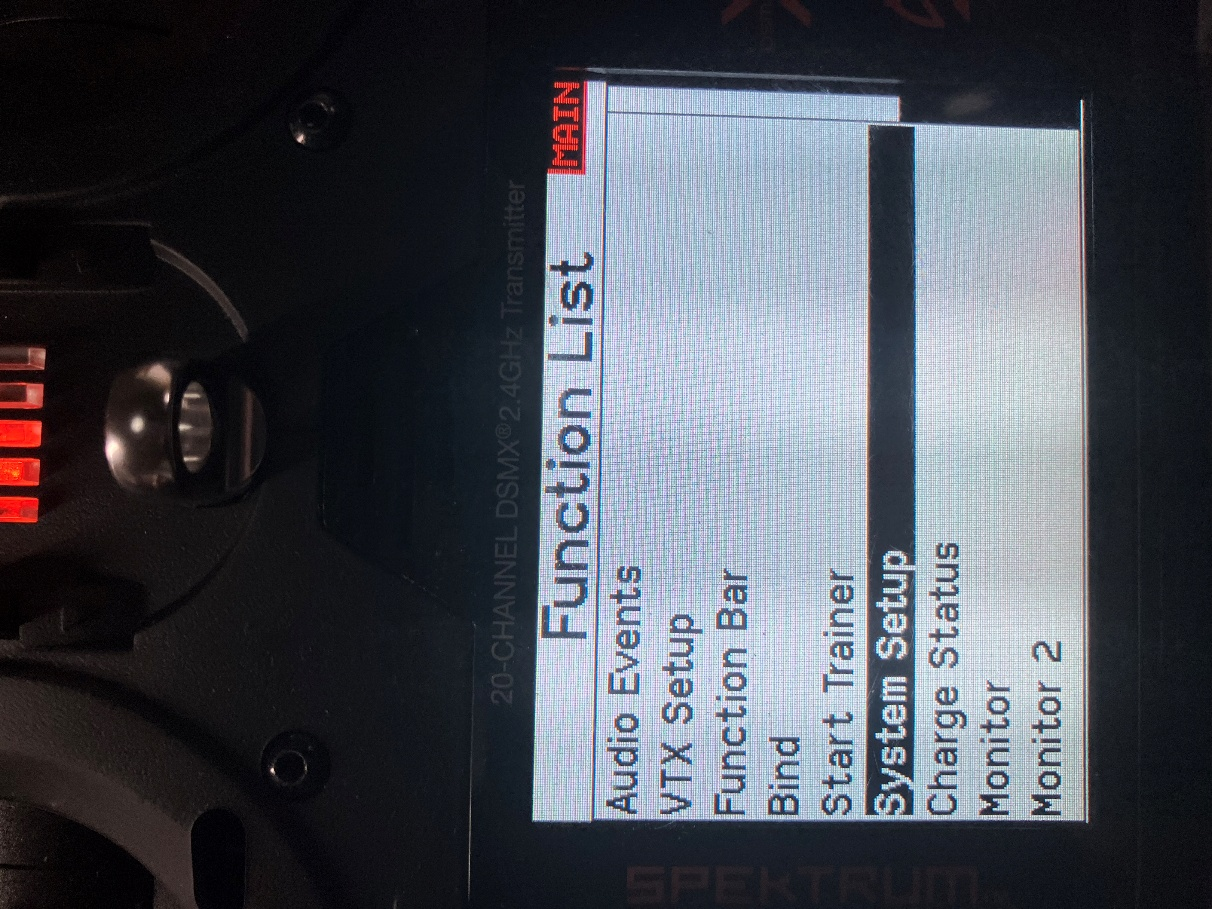 20-CHANNEL DSMX®2.4GHz Transmitter
Function List
MAIN
Audio Events
VTX Setup
Function Bar
Bind
Start Trainer
System Setup
Charge Status
Monitor
Monitor 2
SPEKTRUM